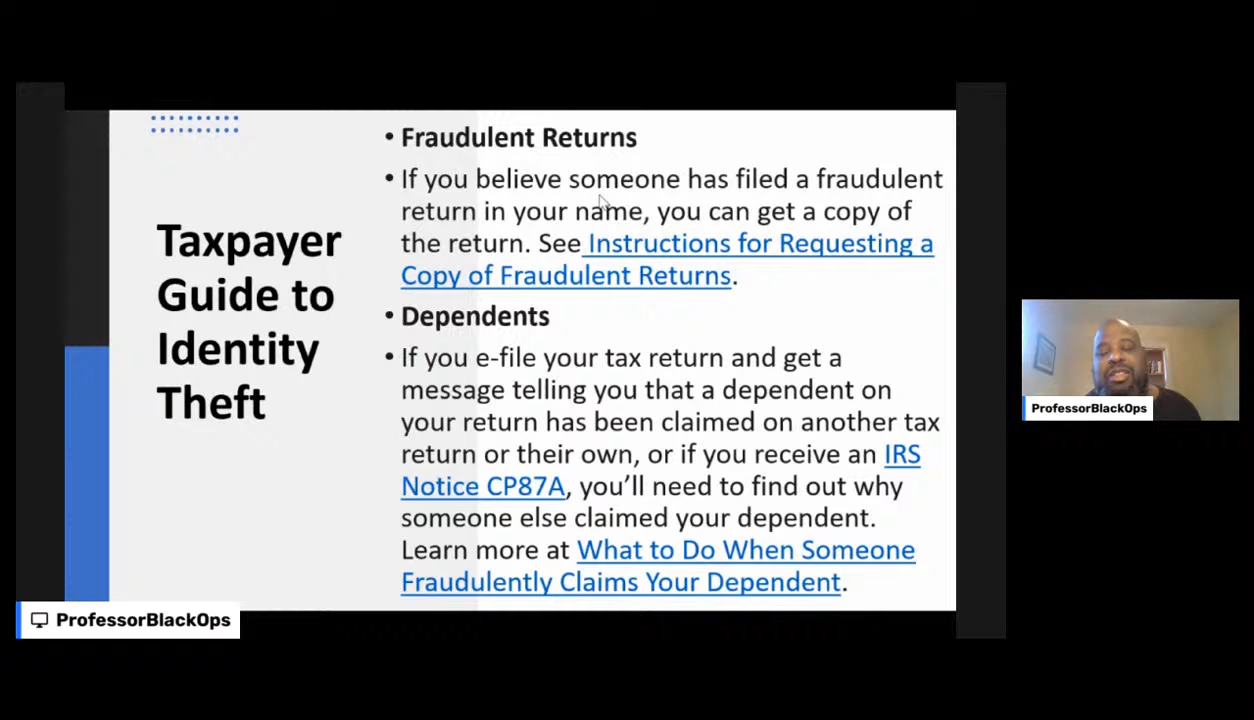 Taxpayer
Guide to
Identity
Theft
• Fraudulent Returns
• If you believe someone has filed a fraudulent
return in your name, you can get a copy of
the return. See Instructions for Requesting a
Copy of Fraudulent Returns.
• Dependents
• If you e-file your tax return and get a
message telling you that a dependent on
your return has been claimed on another tax
return or their own, or if you receive an IRS
Notice CP87A, you’ll need to find out why
someone else claimed your dependent.
Learn more at What to Do When Someone
Fraudulently Claims Your Dependent.
ProfessorBlackOps
ProfessorBlackOps